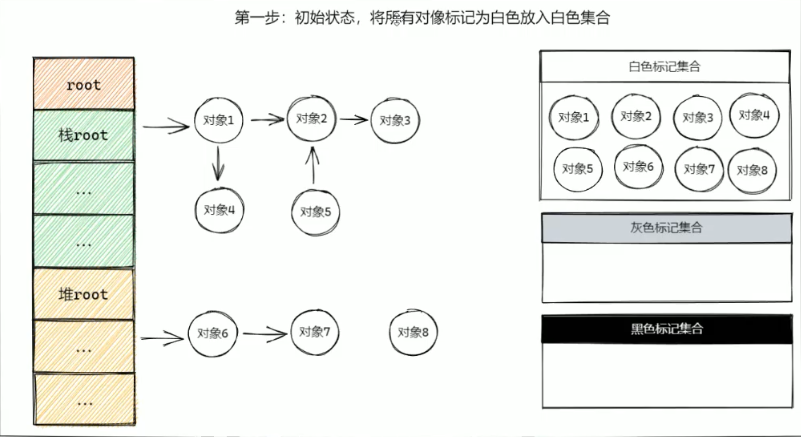 第一步：初始状态，将所有对像标记为白色放入白色集合
root
栈root
...
...
堆root
...
...
对象1
对象2
对象3
对象4
对象5
对象6
对象7
对象8
白色标记集合
对象1
对象2
对象3
对象4
对象5
对象6
对象7
对象8
灰色标记集合
黑色标记集合